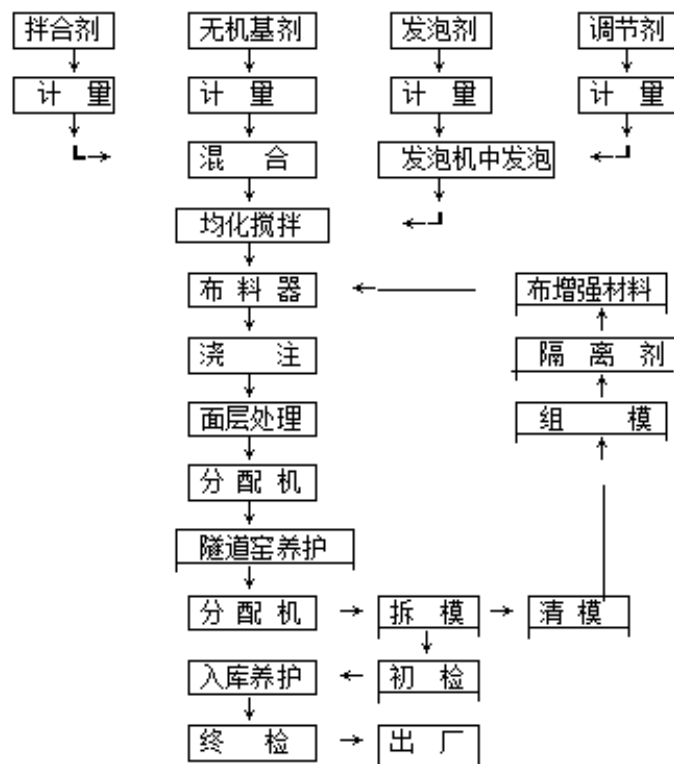 拌合剂 无机基剂 发泡剂 调节剂
计 量 计 量 计 量 计 量
混 合 发泡机中发泡
均化搅拌
布 料 器 布增强材料
浇 注 隔 离 剂
面层处理 组 模
分 配 机
隧道窑养护
分 配 机 拆 模 清 模
入库养护 初 检
终 检 出 厂